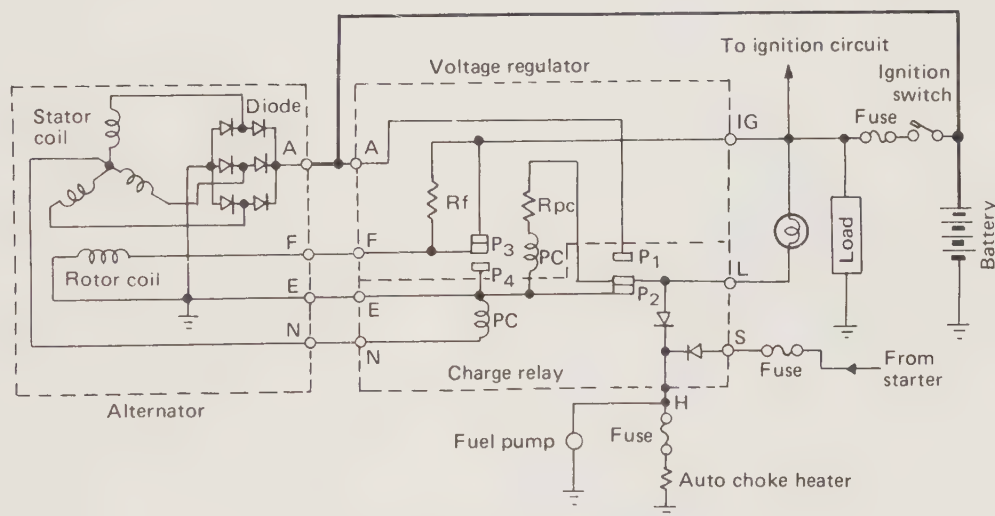 To ignition circuit
Ignition
switch
Voltage regulator
Fuse
Stator
coil
Diode
A
A
IG
Rf
Rpc
P3
PC
P1
F
F
Rotor coil
P4
P2
L
Load
Battery
E
E
PC
N
N
S
Fuse
From
starter
Charge relay
Alternator
H
Fuel pump
Fuse
Auto choke heater